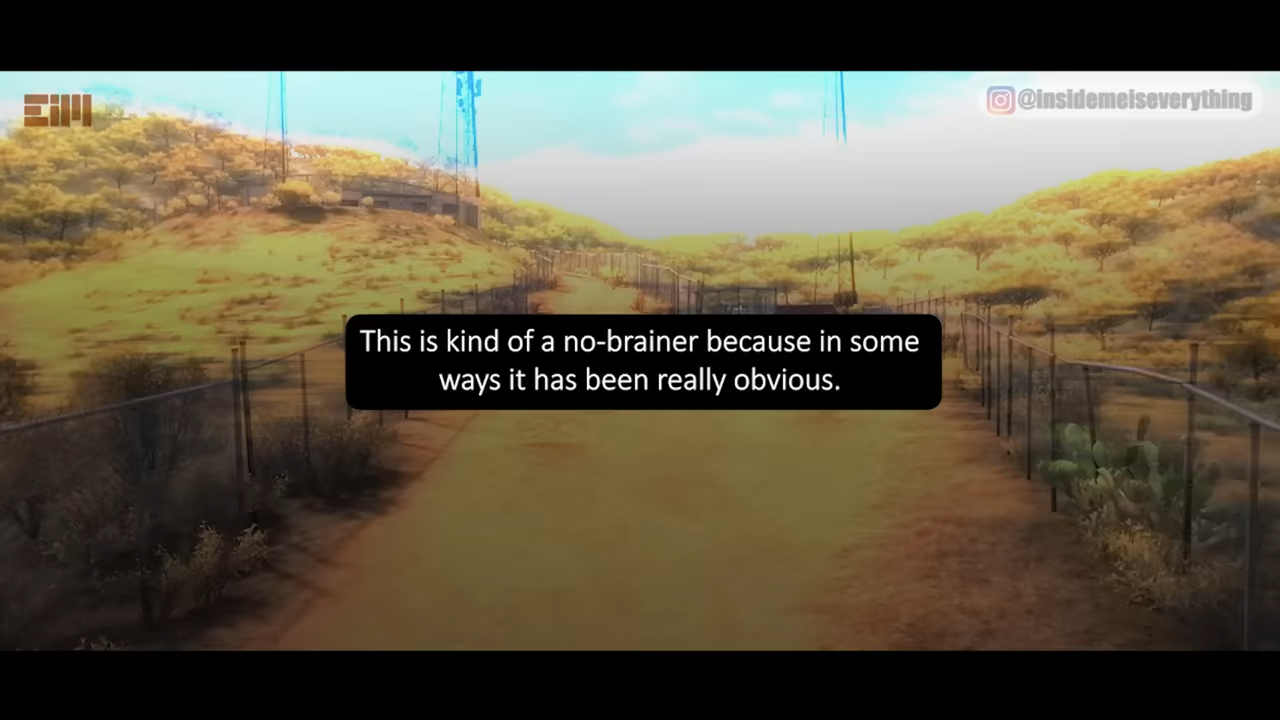 EiM
@insidemeiseverything
This is kind of a no-brainer because in some
ways it has been really obvious.